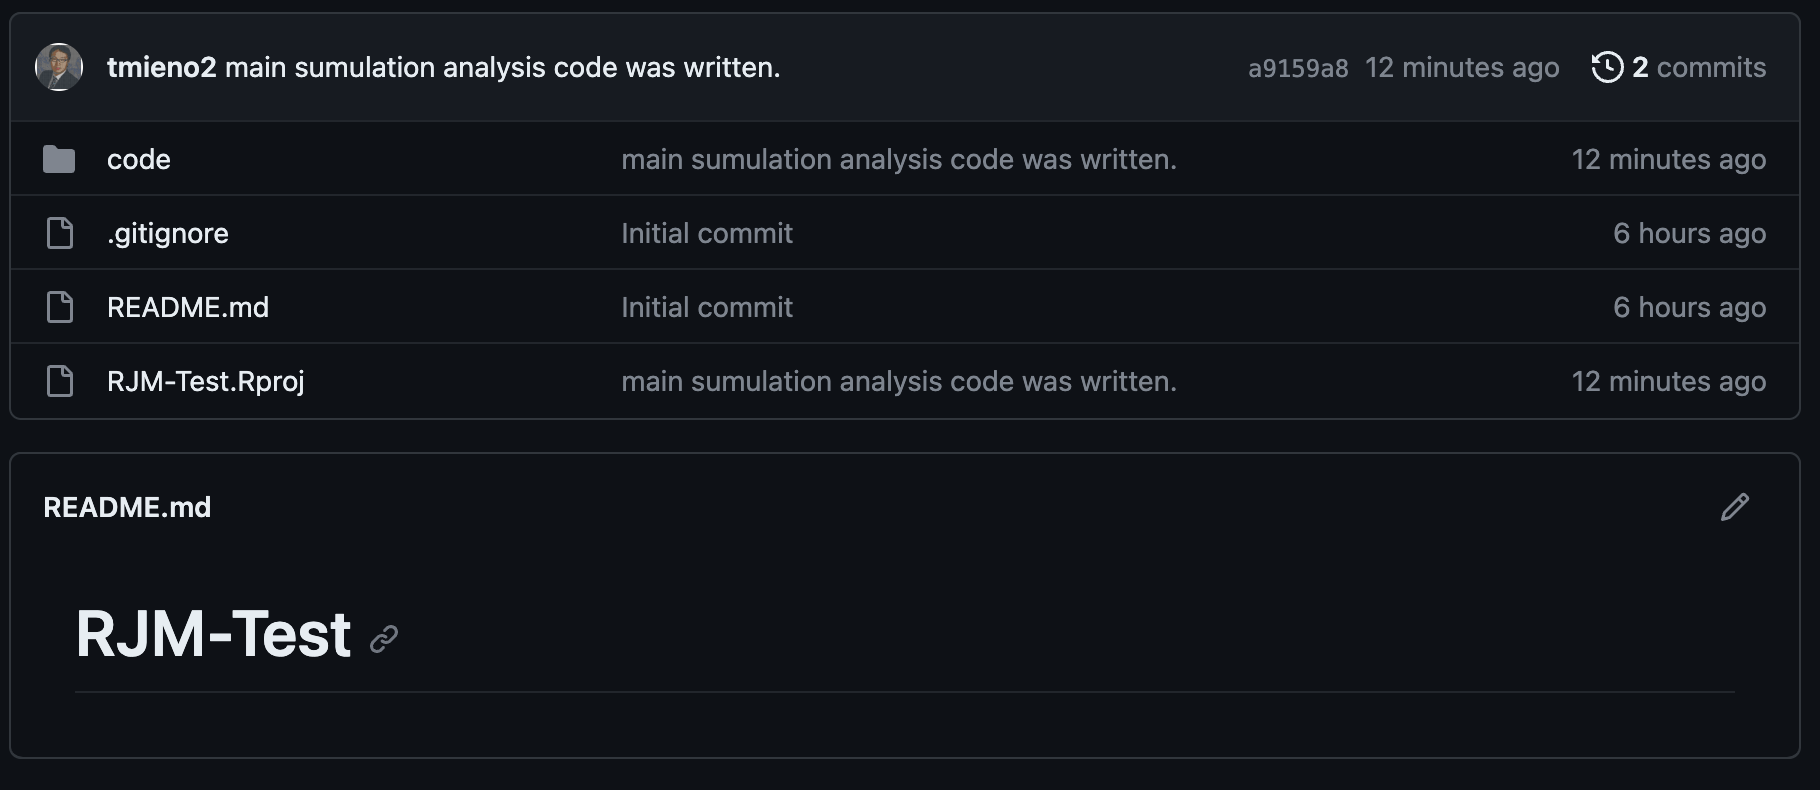 tmieno2 main sumulation analysis code was written. a9159a8 12 minutes ago 2 commits
code main sumulation analysis code was written. 12 minutes ago
.gitignore Initial commit 6 hours ago
README.md Initial commit 6 hours ago
RJM-Test.Rproj main sumulation analysis code was written. 12 minutes ago
README.md
RJM-Test